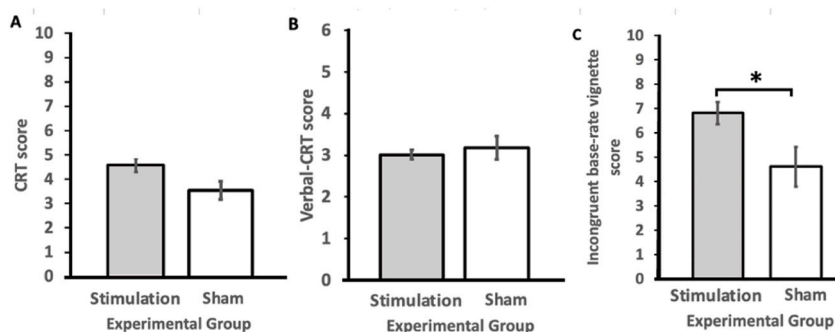 A
CRT score
10
9
8
7
6
5
4
3
2
1
0
Stimulation Sham
Experimental Group
B
Verbal-CRT score
6
5
4
3
2
1
0
Stimulation Sham
Experimental Group
C
Incongruent base-rate vignette
score
10
9
8
7
6
5
4
3
2
1
0
*
Stimulation Sham
Experimental Group